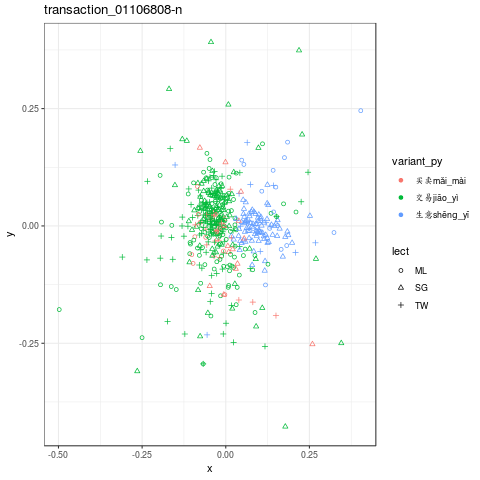 transaction_01106808-n
0.25
0.00
-0.25
y
-0.50
-0.25
0.00
0.25
x
variant_py
买卖mǎi_mài
交易jiāo_yì
生意shēng_yì
lect
ML
SG
TW